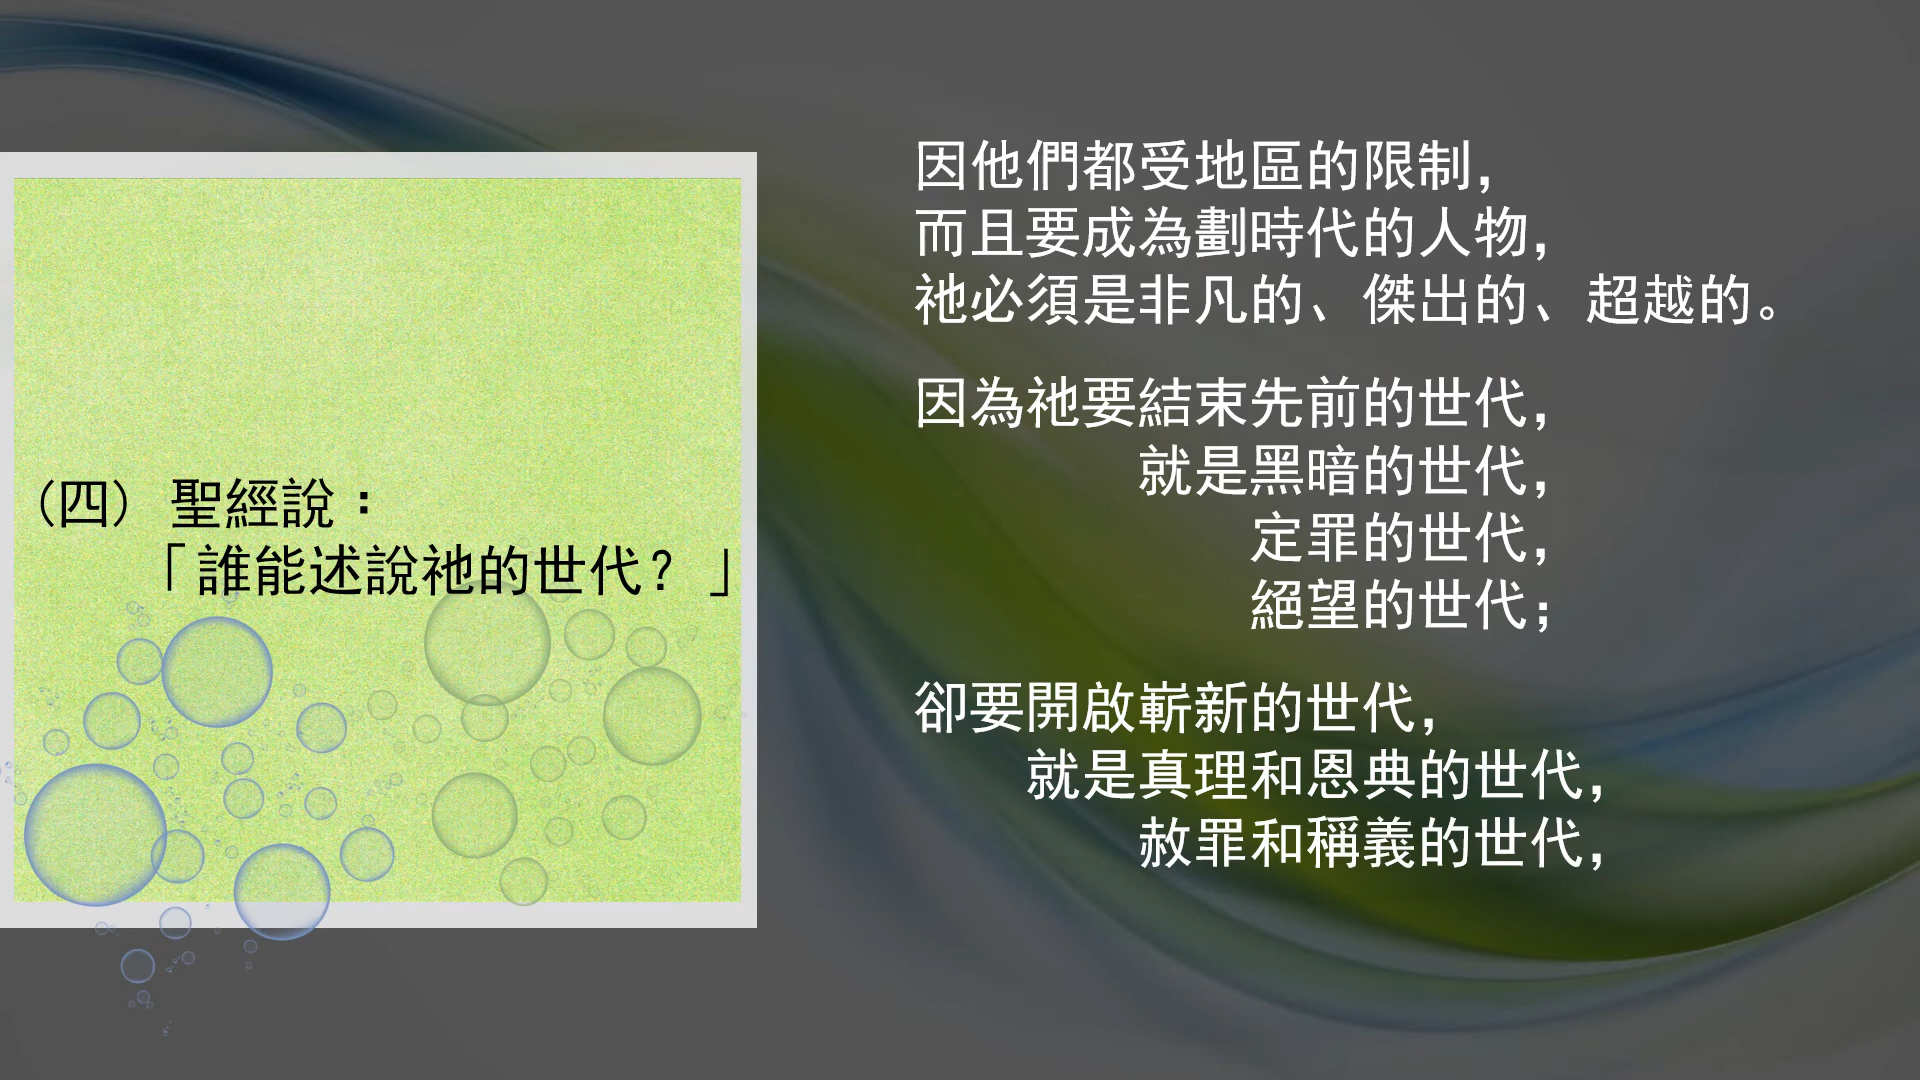 (四) 聖經說：
「誰能述說祂的世代？」
因他們都受地區的限制,
而且要成為劃時代的人物,
祂必須是非凡的、傑出的、超越的。
因為祂要結束先前的世代,
就是黑暗的世代,
定罪的世代,
絕望的世代;
卻要開啟嶄新的世代,
就是真理和恩典的世代,
赦罪和稱義的世代,